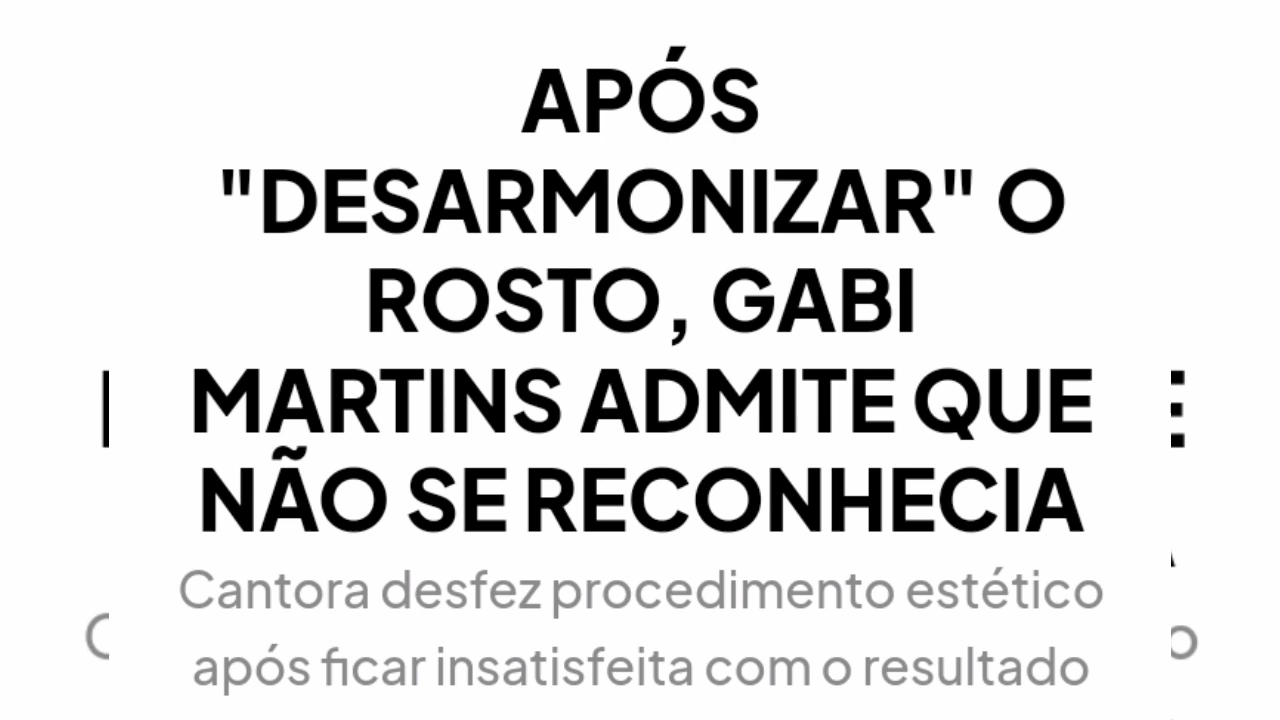 APÓS
"DESARMONIZAR" O
ROSTO, GABI
MARTINS ADMITE QUE
NÃO SE RECONHECIA
Cantora desfez procedimento estético
após ficar insatisfeita com o resultado